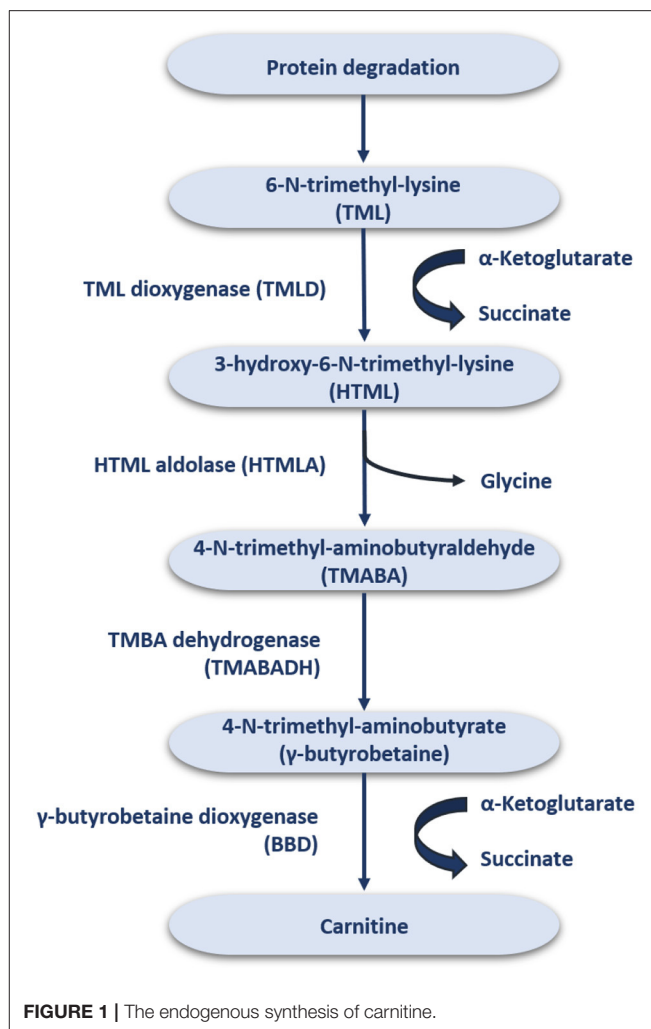 Protein degradation
6-N-trimethyl-lysine
(TML)
TML dioxygenase (TMLD)
α-Ketoglutarate
Succinate
3-hydroxy-6-N-trimethyl-lysine
(HTML)
HTML aldolase (HTMLA)
Glycine
4-N-trimethyl-aminobutyraldehyde
(TMABA)
TMBA dehydrogenase
(TMABADH)
4-N-trimethyl-aminobutyrate
(γ-butyrobetaine)
γ-butyrobetaine dioxygenase
(BBD)
α-Ketoglutarate
Succinate
Carnitine
FIGURE 1 | The endogenous synthesis of carnitine.